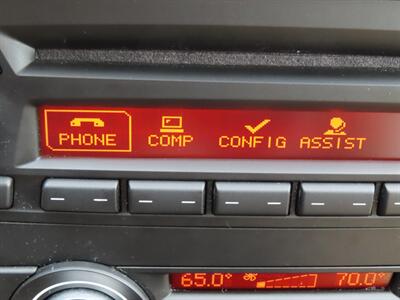 PHONE COMP CONFIG ASSIST
65.0° 70.0°